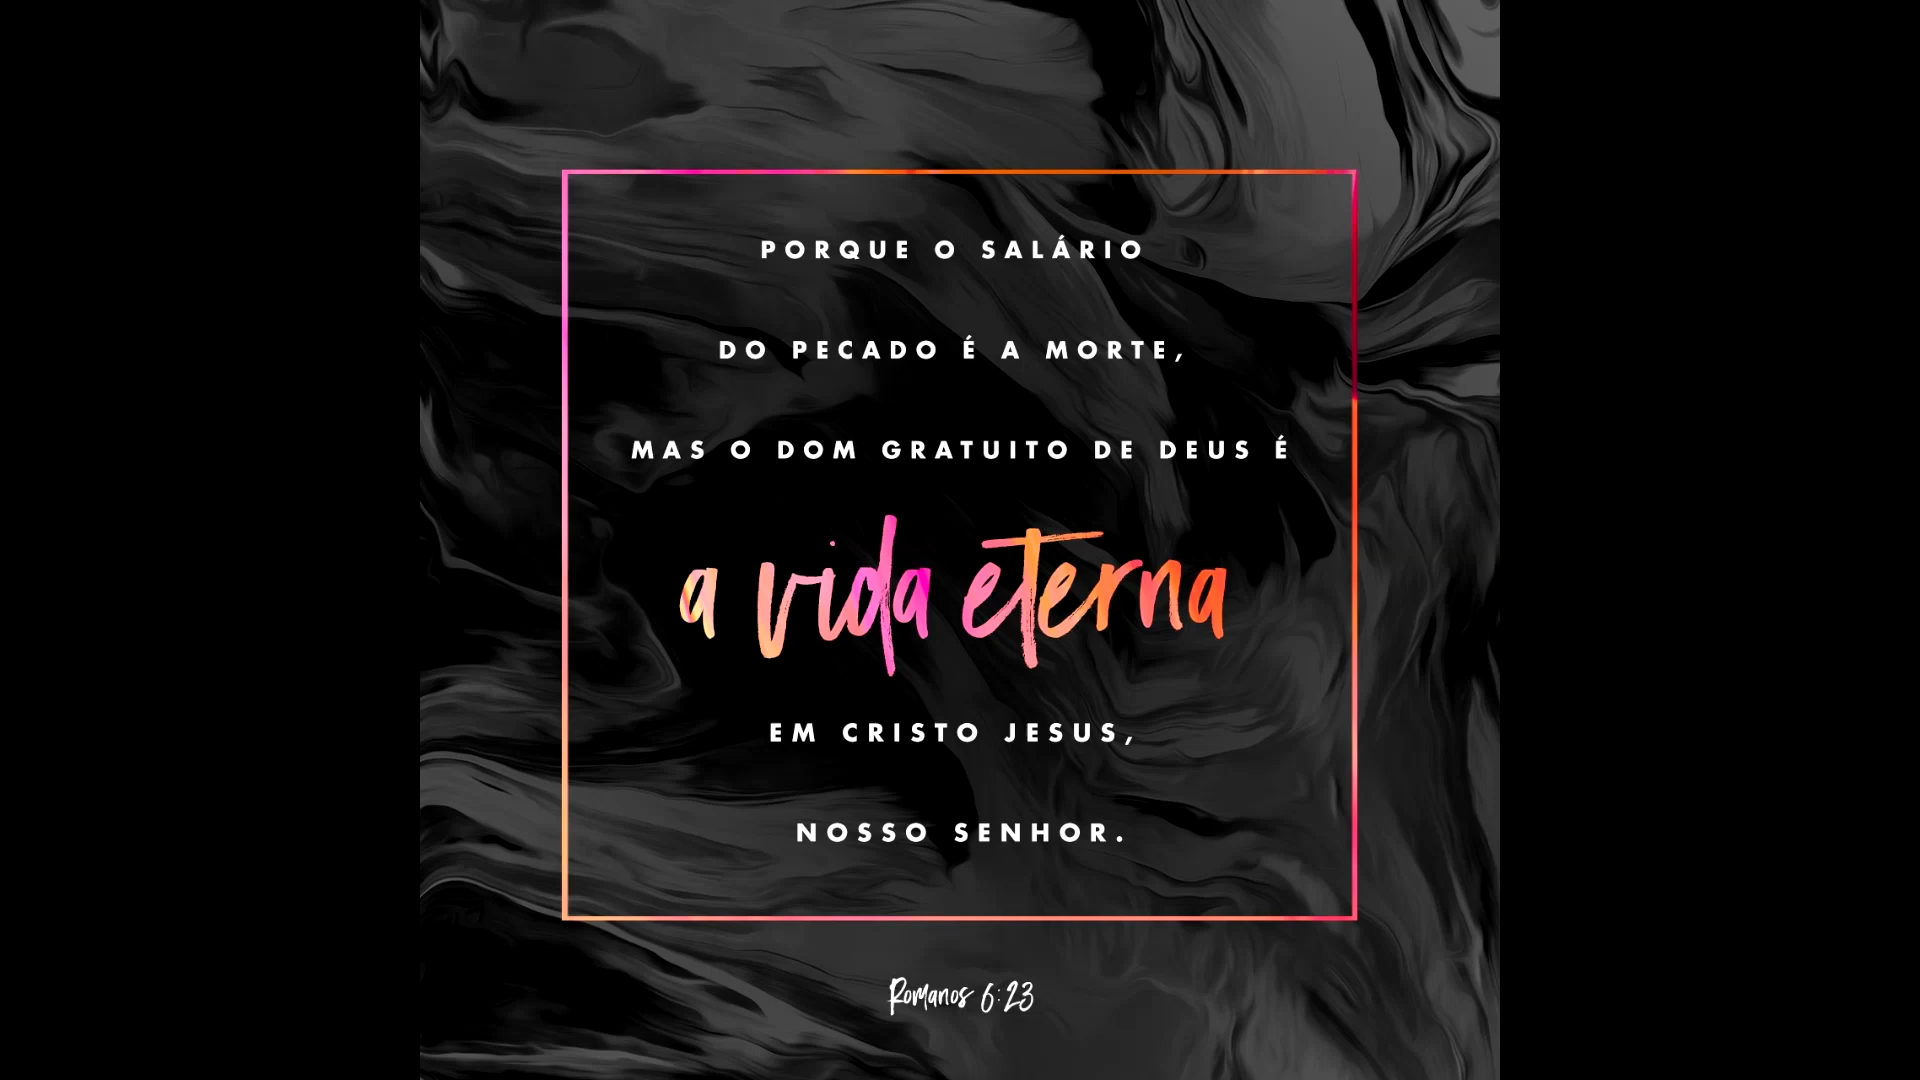 PORQUE O SALÁRIO
DO PECADO É A MORTE,
MAS O DOM GRATUITO DE DEUS É
a vida eterna
EM CRISTO JESUS,
NOSSO SENHOR.
Romanos 6:23